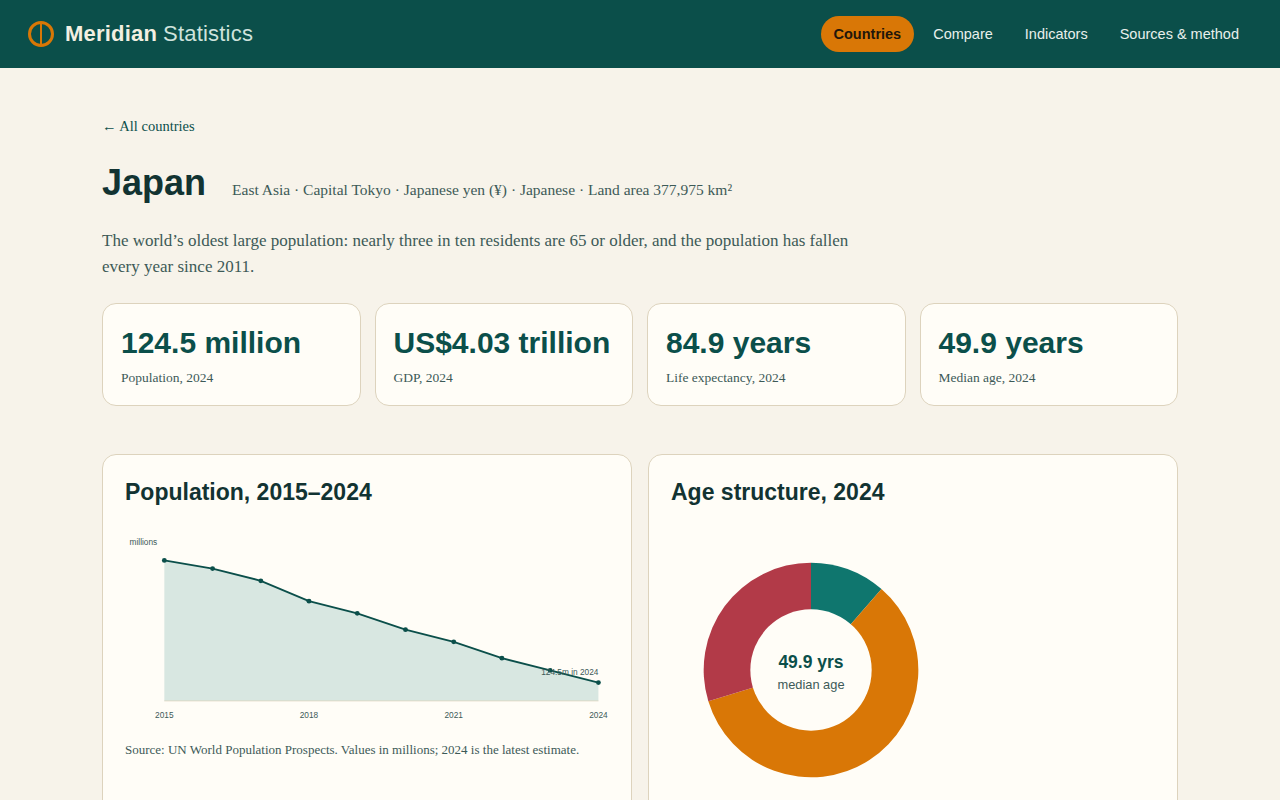 Meridian Statistics
Countries
Compare
Indicators
Sources & method
← All countries
Japan
East Asia · Capital Tokyo · Japanese yen (¥) · Japanese · Land area 377,975 km²
The world’s oldest large population: nearly three in ten residents are 65 or older, and the population has fallen
every year since 2011.
124.5 million
Population, 2024
US$4.03 trillion
GDP, 2024
84.9 years
Life expectancy, 2024
49.9 years
Median age, 2024
Population, 2015–2024
millions
124.5m in 2024
2015
2018
2021
2024
Source: UN World Population Prospects. Values in millions; 2024 is the latest estimate.
Age structure, 2024
49.9 yrs
median age